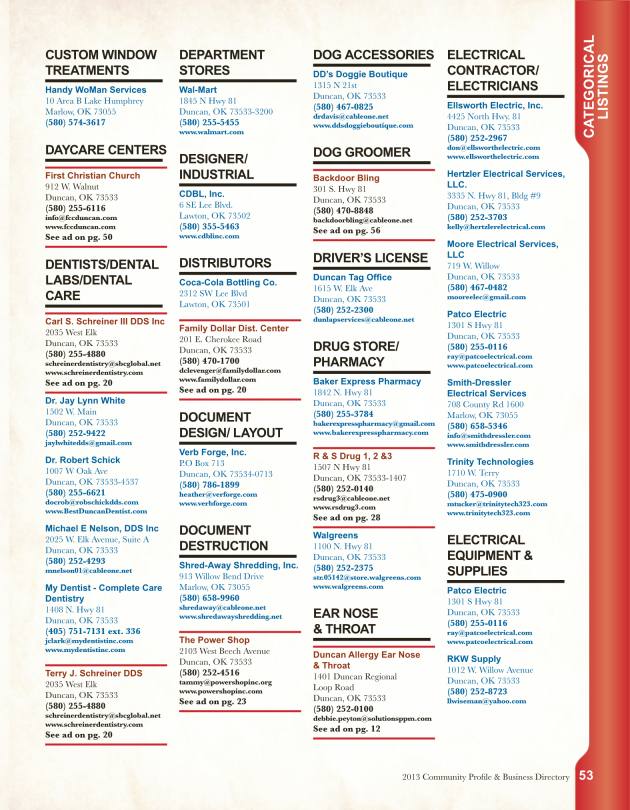 CUSTOM WINDOW
TREATMENTS
Handy WoMan Services
10 Area B Lake Humphrey
Marlow, OK 73055
(580) 574-3617
DAYCARE CENTERS
First Christian Church
912 W. Walnut
Duncan, OK 73533
(580) 255-6116
info@fccduncan.com
www.fccduncan.com
See ad on pg. 50
DENTISTS/DENTAL
LABS/DENTAL
CARE
Carl S. Schreiner III DDS Inc
2035 West Elk
Duncan, OK 73533
(580) 255-4880
schreinerdentistry@sbcglobal.net
www.schreinerdentistry.com
See ad on pg. 20
Dr. Jay Lynn White
1502 W. Main
Duncan, OK 73533
(580) 252-9422
jaylwhitedds@gmail.com
Dr. Robert Schick
1007 W Oak Ave
Duncan, OK 73533-4537
(580) 255-6621
docrob@robschickdds.com
www.BestDuncanDentist.com
Michael E Nelson, DDS Inc
2025 W. Elk Avenue, Suite A
Duncan, OK 73533
(580) 252-4293
mnelson01@cableone.net
My Dentist - Complete Care
Dentistry
1408 N. Hwy 81
Duncan, OK 73533
(405) 751-7131 ext. 336
jclark@mydentistinc.com
www.mydentistinc.com
Terry J. Schreiner DDS
2035 West Elk
Duncan, OK 73533
(580) 255-4880
schreinerdentistry@sbcglobal.net
www.schreinerdentistry.com
See ad on pg. 20
DEPARTMENT
STORES
Wal-Mart
1845 N Hwy 81
Duncan, OK 73533-3200
(580) 255-5455
www.walmart.com
DESIGNER/
INDUSTRIAL
CDBL, Inc.
6 SE Lee Blvd.
Lawton, OK 73502
(580) 355-5463
www.cdblinc.com
DISTRIBUTORS
Coca-Cola Bottling Co.
2312 SW Lee Blvd
Lawton, OK 73501
Family Dollar Dist. Center
201 E. Cherokee Road
Duncan, OK 73533
(580) 470-1700
dclevenger@familydollar.com
www.familydollar.com
See ad on pg. 20
DOCUMENT
DESIGN/ LAYOUT
Verb Forge, Inc.
P.O Box 713
Duncan, OK 73534-0713
(580) 786-1899
heather@verforge.com
www.verbforge.com
DOCUMENT
DESTRUCTION
Shred-Away Shredding, Inc.
913 Willow Bend Drive
Marlow, OK 73055
(580) 658-9960
shredaway@cableone.net
www.shredawayshredding.net
The Power Shop
2103 West Beech Avenue
Duncan, OK 73533
(580) 252-4516
tammy@powershopinc.org
www.powershopinc.com
See ad on pg. 23
DOG ACCESSORIES
DD's Doggie Boutique
1315 N 21st
Duncan, OK 73533
(580) 467-0825
drdavis@cableone.net
www.ddsdoggieboutique.com
DOG GROOMER
Backdoor Bling
301 S. Hwy 81
Duncan, OK 73533
(580) 470-8848
backdoorbling@cableone.net
See ad on pg. 56
DRIVER'S LICENSE
Duncan Tag Office
1615 W. Elk Ave
Duncan, OK 73533
(580) 252-2300
dunlapservices@cableone.net
DRUG STORE/
PHARMACY
Baker Express Pharmacy
1842 N. Hwy 81
Duncan, OK 73533
(580) 255-3784
bakerexpresspharmacy@gmail.com
www.bakerexpresspharmacy.com
R & S Drug 1, 2 &3
1507 N Hwy 81
Duncan, OK 73533-1407
(580) 252-0140
rsdrug3@cableone.net
www.rsdrug3.com
See ad on pg. 28
Walgreens
1100 N. Hwy 81
Duncan, OK 73533
(580) 252-2375
str.05142@store.walgreens.com
www.walgreens.com
EAR NOSE
& THROAT
Duncan Allergy Ear Nose
& Throat
1401 Duncan Regional
Loop Road
Duncan, OK 73533
(580) 252-0100
debbie.peyton@solutionsppm.com
See ad on pg. 12
ELECTRICAL
CONTRACTOR/
ELECTRICIANS
Ellsworth Electric, Inc.
4425 North Hwy. 81
Duncan, OK 73533
(580) 252-2967
don@ellsworthelectric.com
www.ellsworthelectric.com
Hertzler Electrical Services,
LLC.
3335 N. Hwy 81, Bldg #9
Duncan, OK 73533
(580) 252-3703
kelly@hertzlerelectrical.com
Moore Electrical Services,
LLC
719 W. Willow
Duncan, OK 73533
(580) 467-0482
mooreelec@gmail.com
Patco Electric
1301 S Hwy 81
Duncan, OK 73533
(580) 255-0116
ray@patcoelectrical.com
www.patcoelectrical.com
Smith-Dressler
Electrical Services
708 County Rd 1600
Marlow, OK 73055
(580) 658-5346
info@smithdressler.com
www.smithdressler.com
Trinity Technologies
1710 W. Terry
Duncan, OK 73533
(580) 475-0900
mtucker@trinitytech323.com
www.trinitytech323.com
ELECTRICAL
EQUIPMENT &
SUPPLIES
Patco Electric
1301 S Hwy 81
Duncan, OK 73533
(580) 255-0116
ray@patcoelectrical.com
www.patcoelectrical.com
RKW Supply
1012 W. Willow Avenue
Duncan, OK 73533
(580) 252-8723
llwiseman@yahoo.com
CATEGORICAL
LISTINGS
2013 Community Profile & Business Directory 53